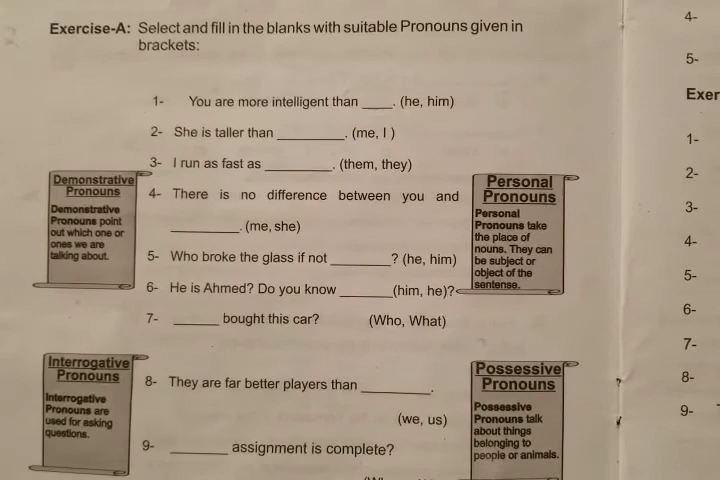 Exercise-A: Select and fill in the blanks with suitable Pronouns given in
brackets:
1- You are more intelligent than ____. (he, him)
2- She is taller than _________. (me, I )
3- I run as fast as _________. (them, they)
4- There is no difference between you and
_________. (me, she)
5- Who broke the glass if not ________? (he, him)
6- He is Ahmed? Do you know _______(him, he)?
7- ______ bought this car? (Who, What)
8- They are far better players than _________.
(we, us)
9- ________ assignment is complete?
Demonstrative
Pronouns
Demonstrative
Pronouns point
out which one or
ones we are
talking about.
Personal
Pronouns
Personal
Pronouns take
the place of
nouns. They can
be subject or
object of the
sentense.
Interrogative
Pronouns
Interrogative
Pronouns are
used for asking
questions.
Possessive
Pronouns
Possessive
Pronouns talk
about things
belonging to
people or animals.
4-
5-
Exer
1-
2-
3-
4-
5-
6-
7-
8-
9-